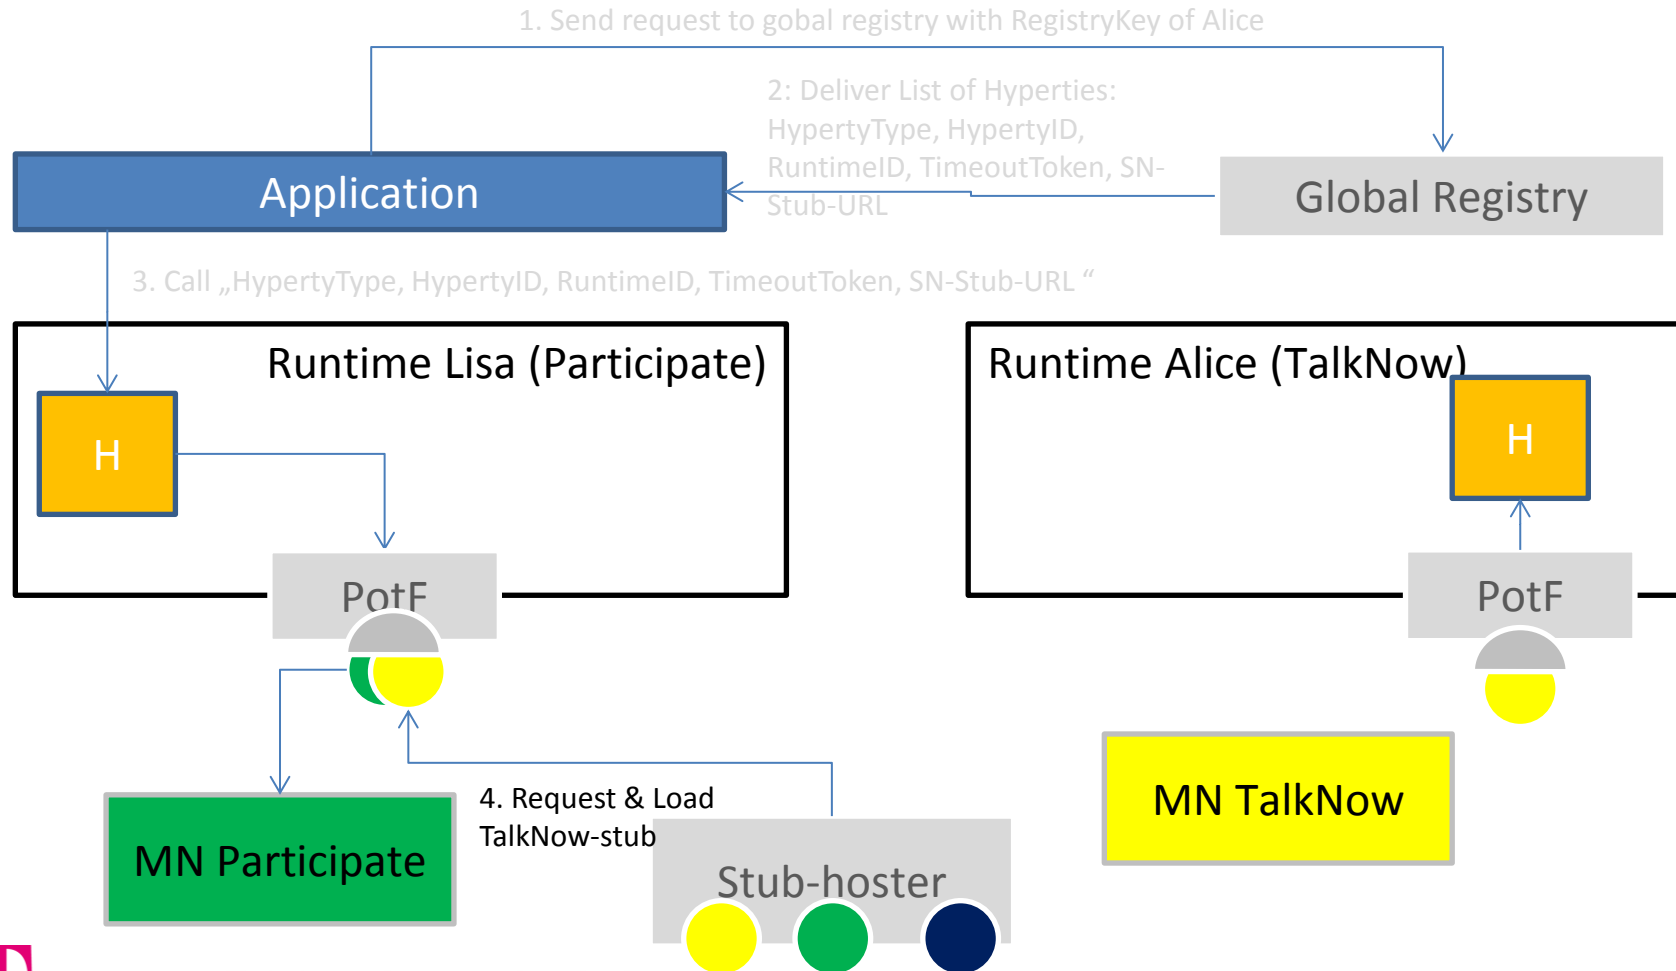 1. Send request to gobal registry with RegistryKey of Alice
2: Deliver List of Hyperties:
HypertyType, HypertyID,
RuntimeID, TimeoutToken, SN-
Stub-URL
Application
Global Registry
3. Call „HypertyType, HypertyID, RuntimeID, TimeoutToken, SN-Stub-URL “
Runtime Lisa (Participate)
Runtime Alice (TalkNow)
H
H
PotF
PotF
4. Request & Load
TalkNow-stub
MN TalkNow
MN Participate
Stub-hoster